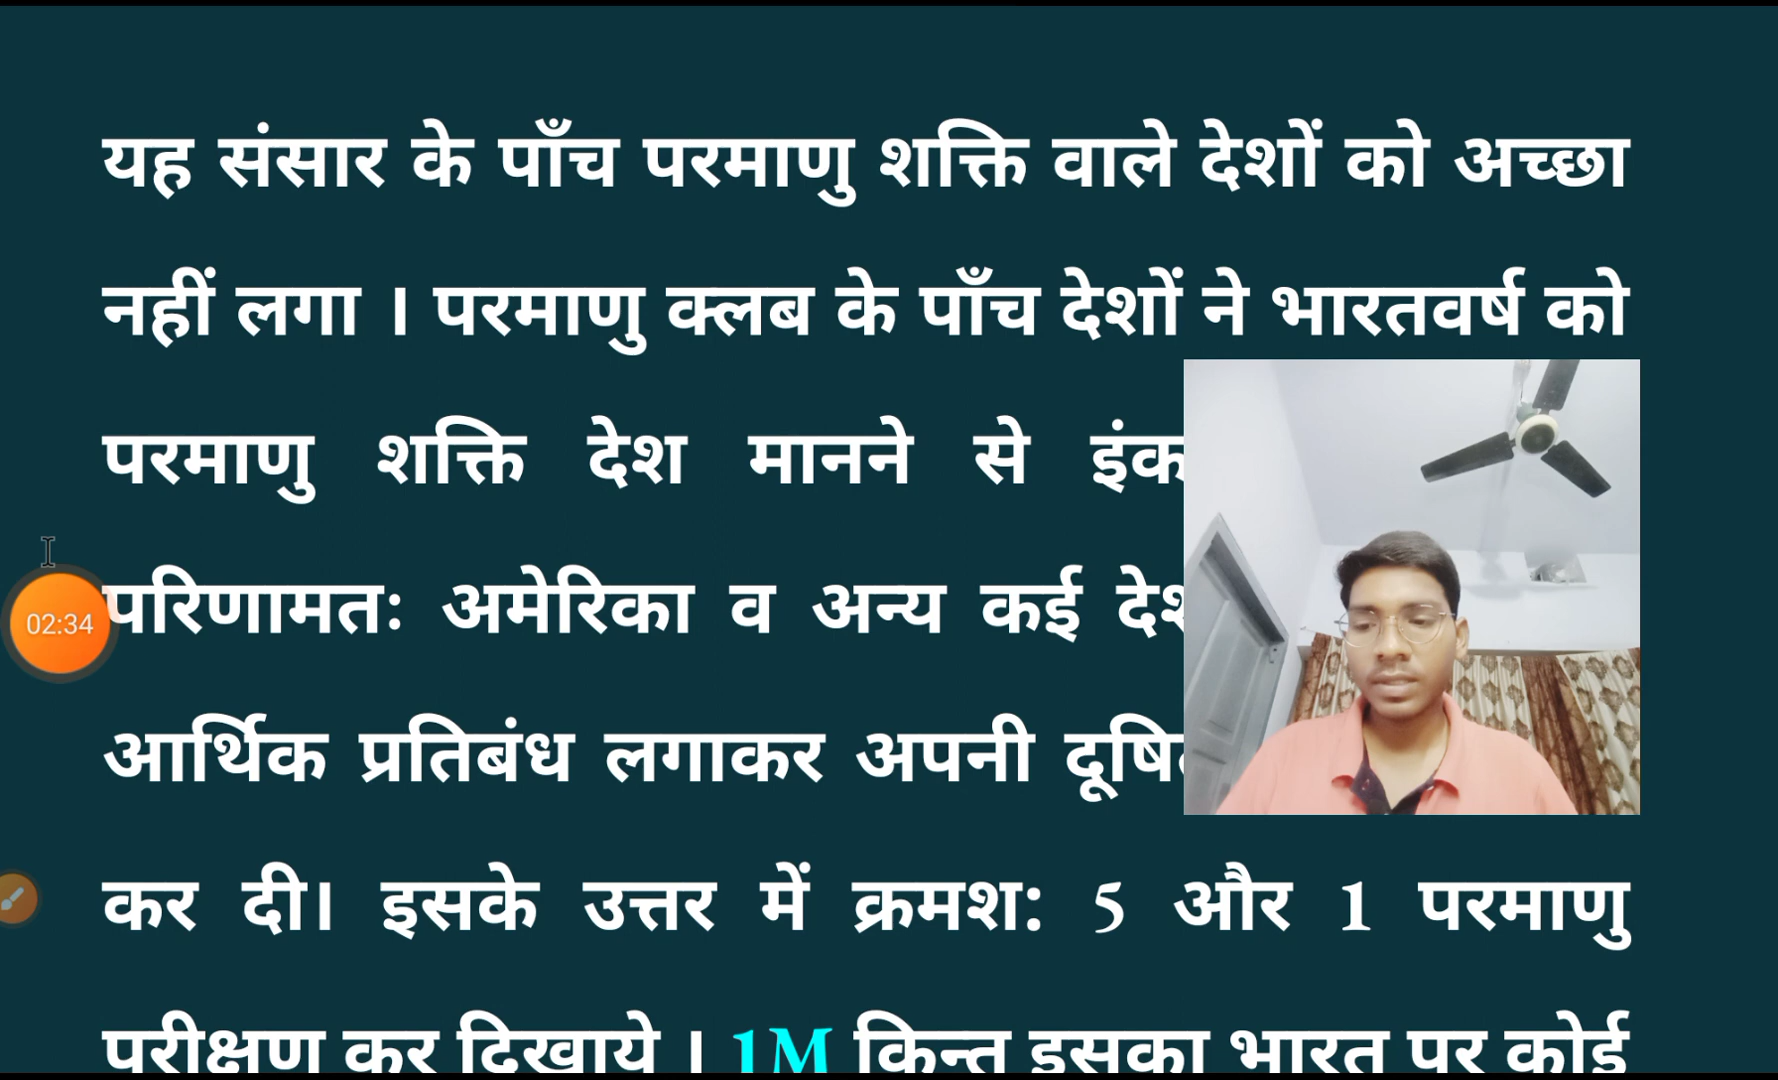 यह संसार के पाँच परमाणु शक्ति वाले देशों को अच्छा
नहीं लगा । परमाणु क्लब के पाँच देशों ने भारतवर्ष को
परमाणु शक्ति देश मानने से
परिणामतः अमेरिका व अन्य कई
02:34
आर्थिक प्रतिबंध लगाकर अपनी
कर दी। इसके उत्तर में क्रमश: 5 और 1 परमाणु
परीक्षण कर दिखाये । 1M किन्तु इसका भारत पर कोई